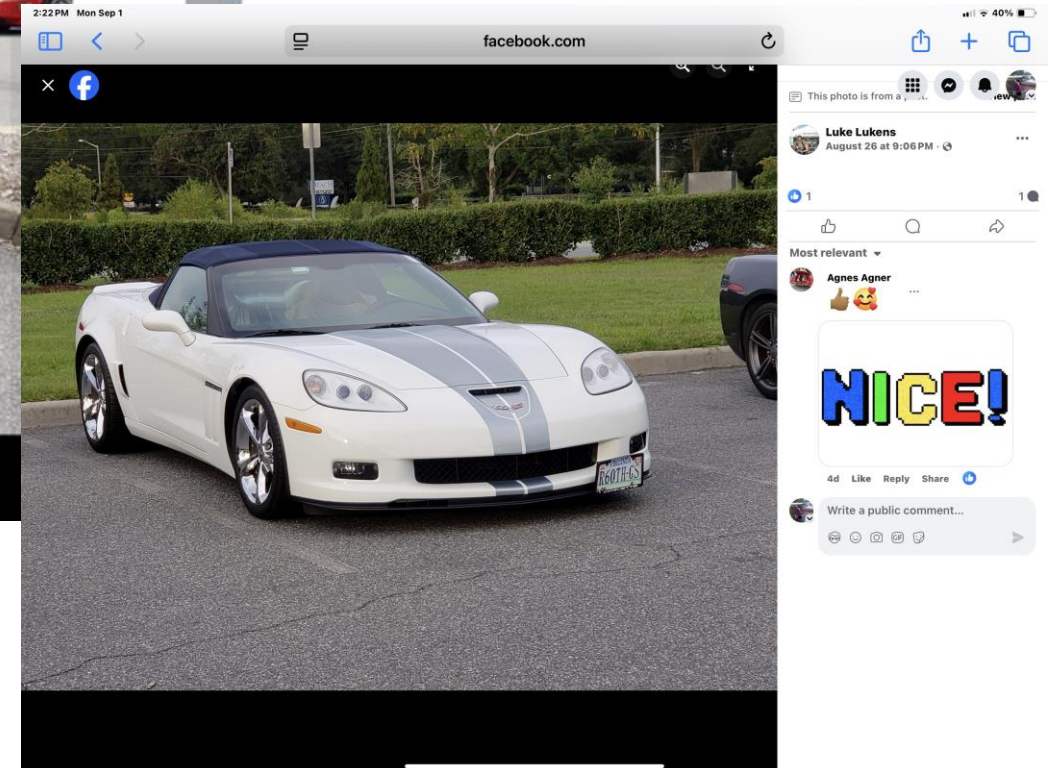 2:22 PM Mon Sep 1
40%
facebook.com
This photo is from a
Luke Lukens
August 26 at 9:06 PM
1
1
Most relevant
Agnes Agner
NICE!
4d Like Reply Share
Write a public comment...
GIF
R60TH-GS